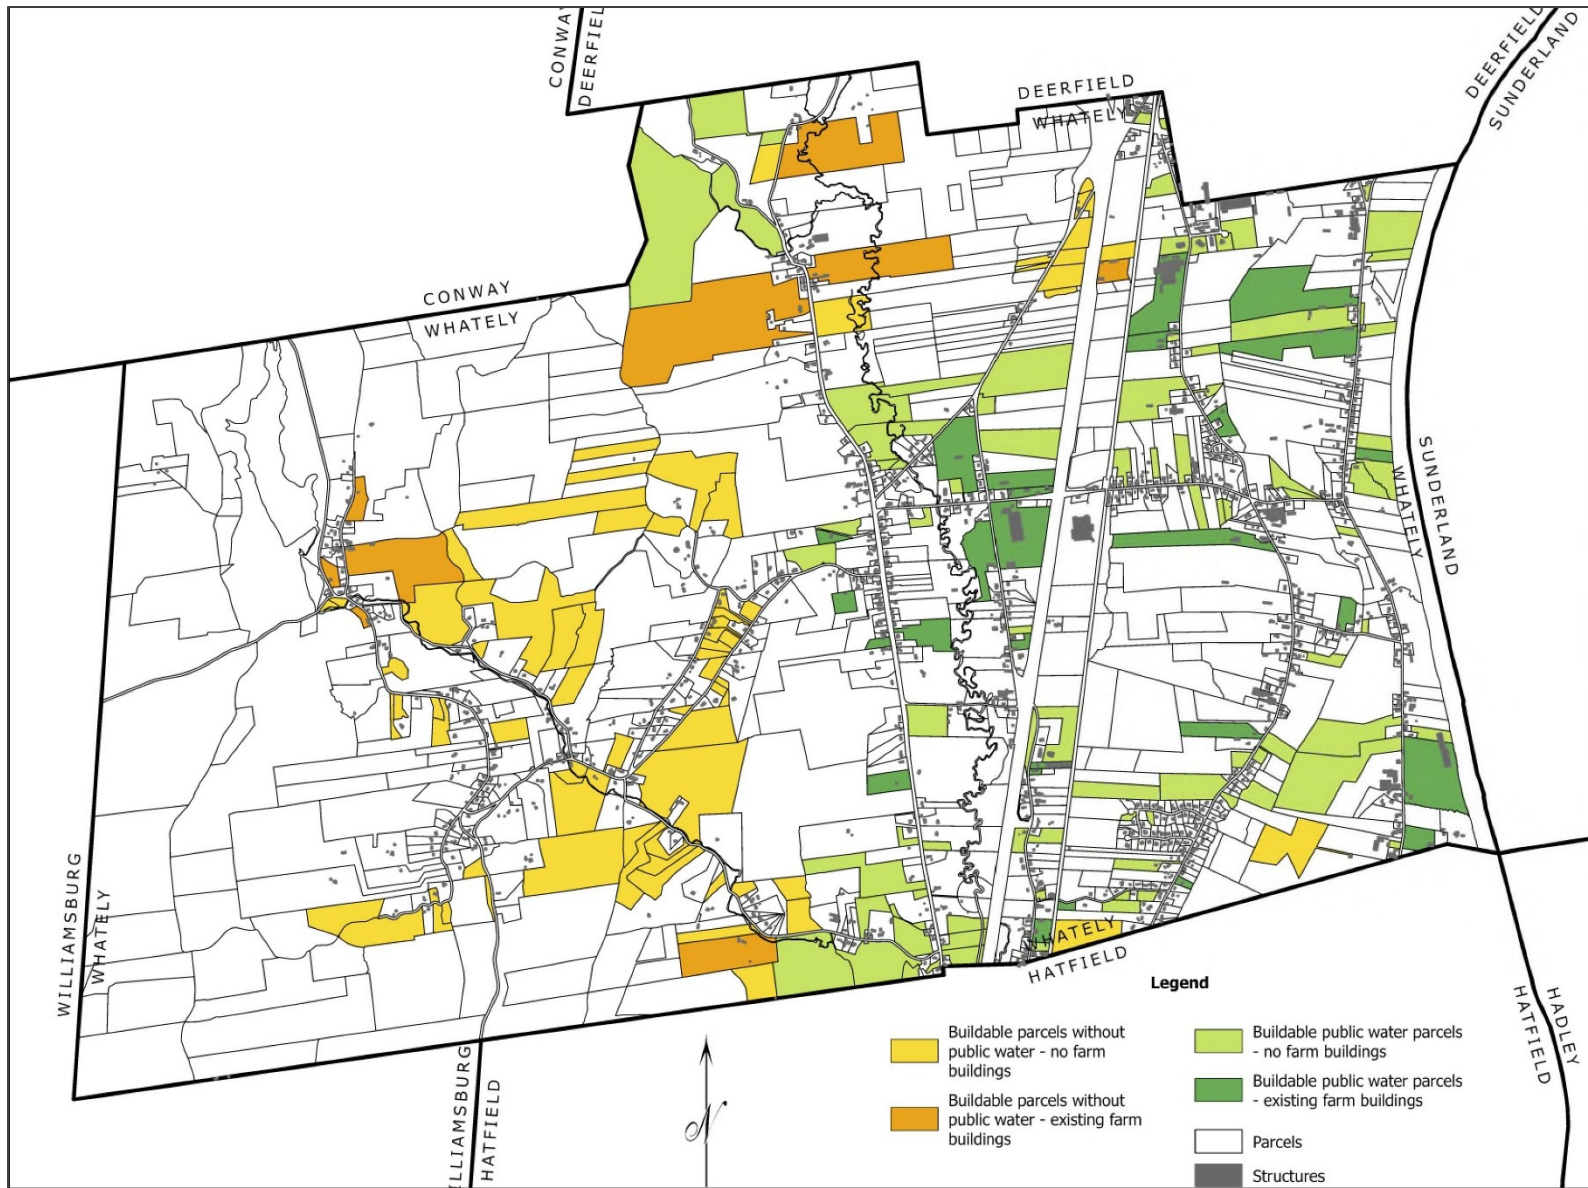 CONWAY
DEERFIELD
DEERFIELD
SUNDERLAND
DEERFIELD
WHATELY
CONWAY
WHATELY
SUNDERLAND
WHATELY
WILLIAMSBURG
WHATELY
WHATELY
HATFIELD
WILLIAMSBURG
HATFIELD
HADLEY
HATFIELD
Legend
Buildable parcels without
public water - no farm
buildings
Buildable parcels without
public water - existing farm
buildings
Buildable public water parcels
- no farm buildings
Buildable public water parcels
- existing farm buildings
Parcels
Structures
N